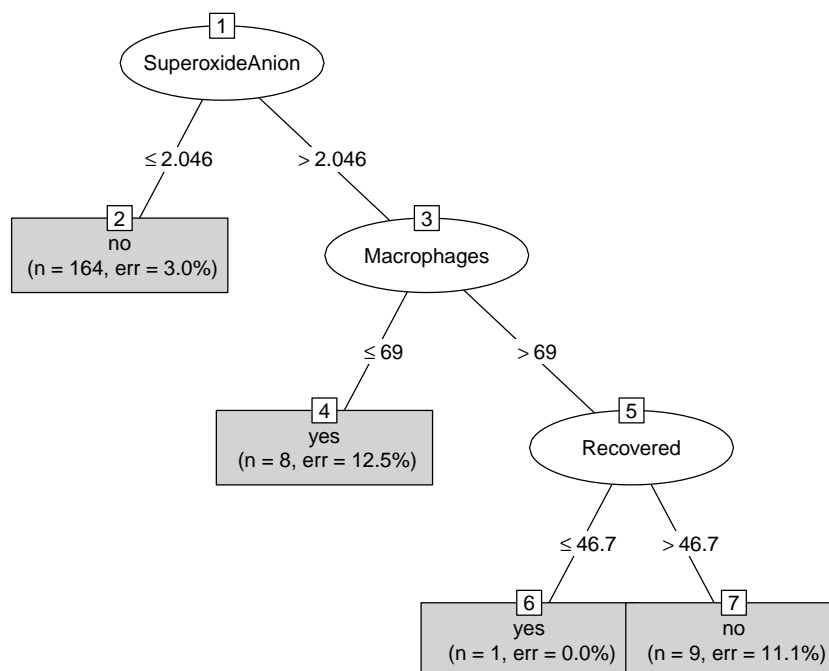 1
SuperoxideAnion
≤ 2.046
> 2.046
2
no
(n = 164, err = 3.0%)
3
Macrophages
≤ 69
> 69
4
yes
(n = 8, err = 12.5%)
5
Recovered
≤ 46.7
> 46.7
6
yes
(n = 1, err = 0.0%)
7
no
(n = 9, err = 11.1%)